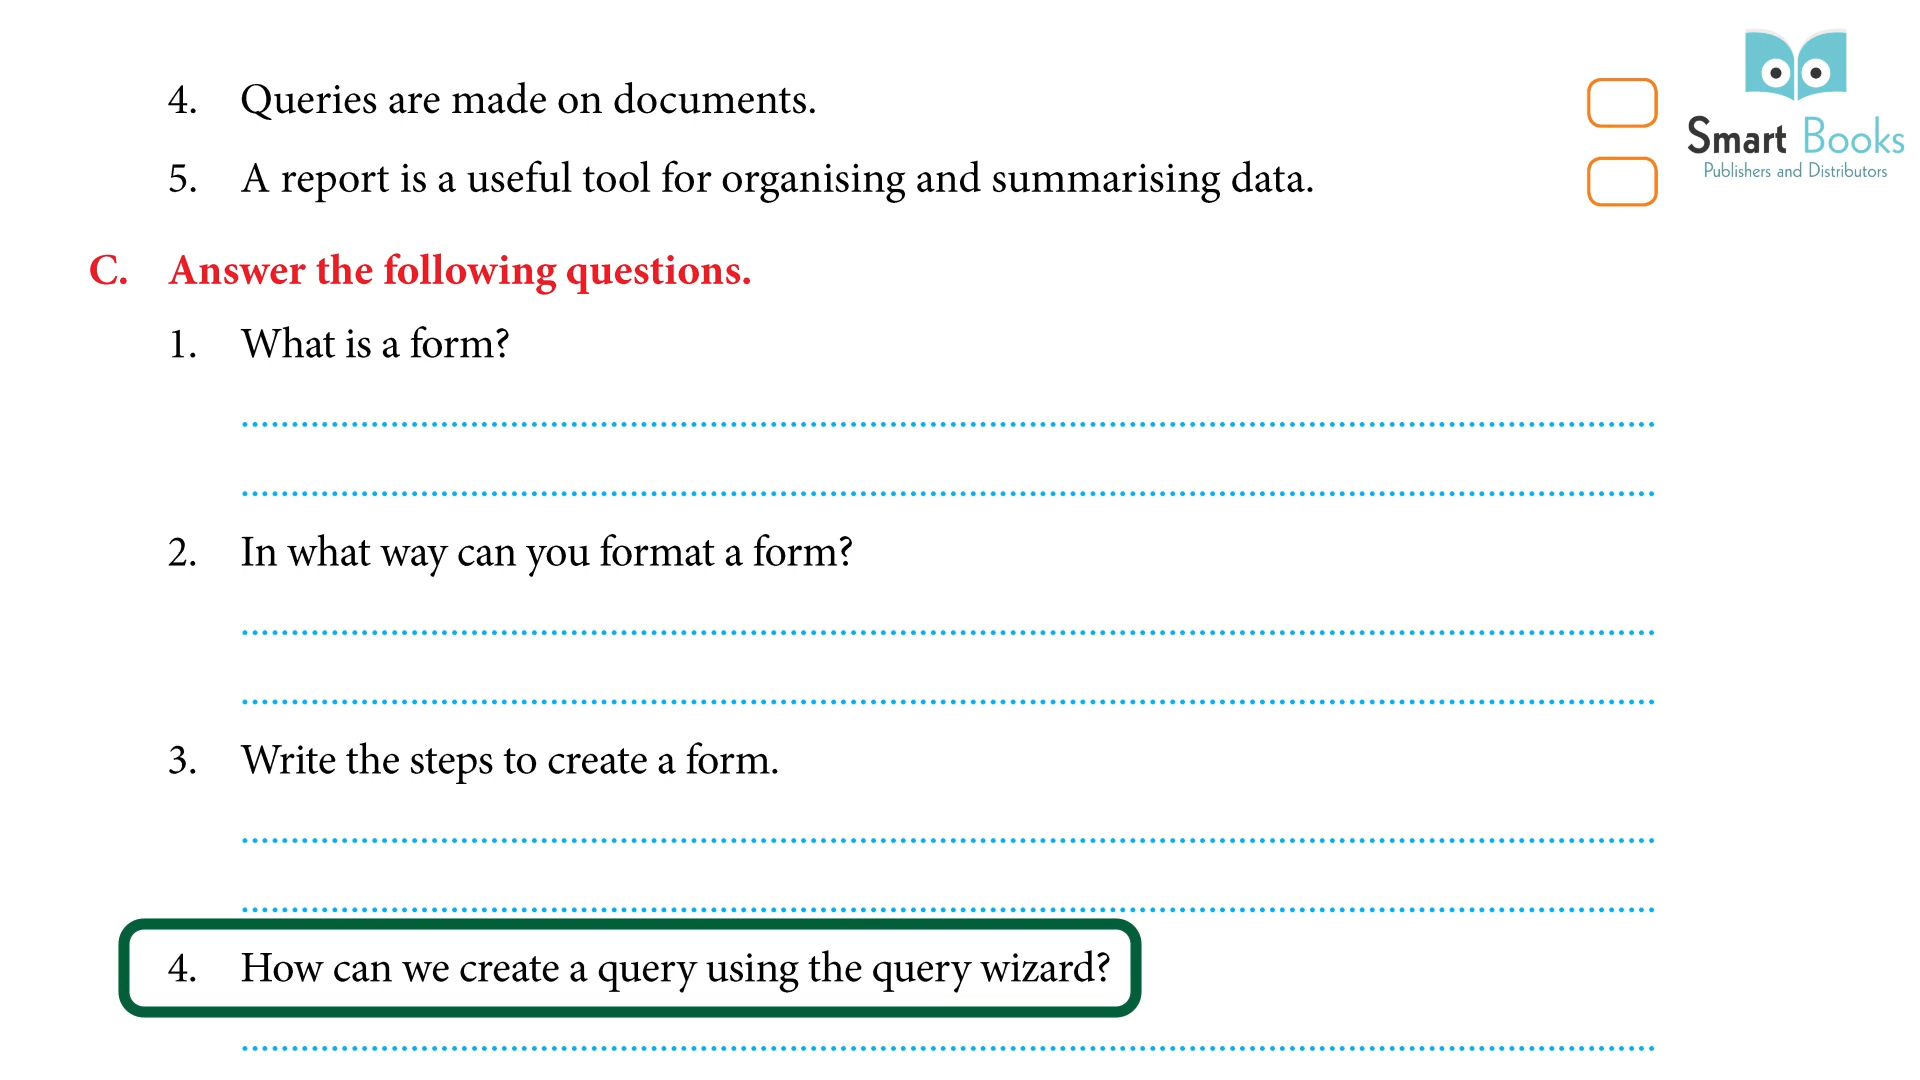 4. Queries are made on documents.
5. A report is a useful tool for organising and summarising data.
Smart Books
Publishers and Distributors
C. Answer the following questions.
1. What is a form?
2. In what way can you format a form?
3. Write the steps to create a form.
4. How can we create a query using the query wizard?